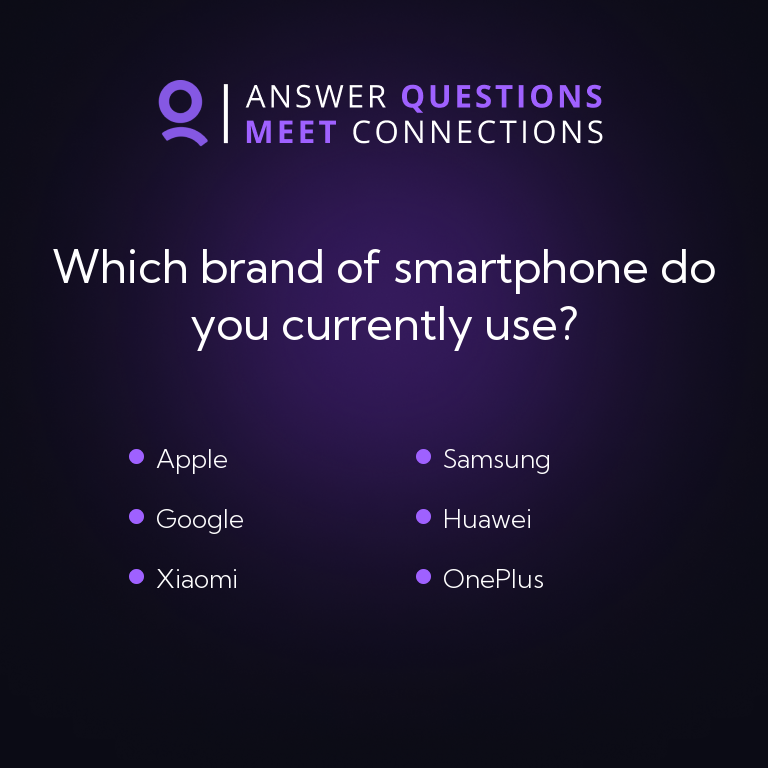 ANSWER QUESTIONS
MEET CONNECTIONS
Which brand of smartphone do
you currently use?
Apple
Samsung
Google
Huawei
Xiaomi
OnePlus